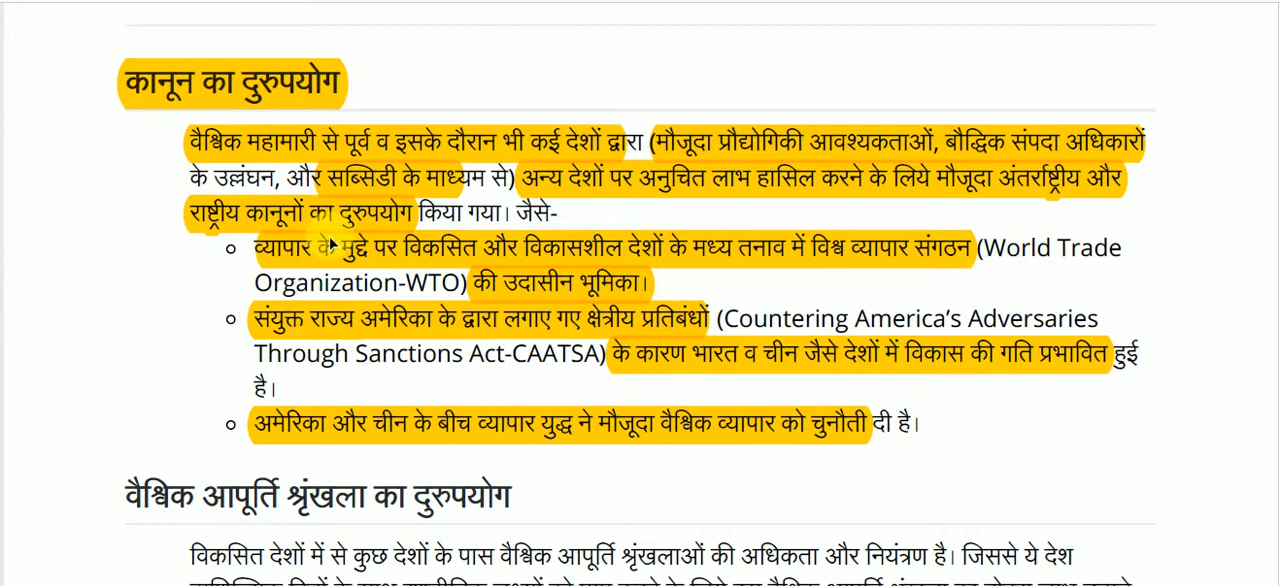 कानून का दुरुपयोग
वैश्विक महामारी से पूर्व व इसके दौरान भी कई देशों द्वारा (मौजूदा प्रौद्योगिकी आवश्यकताओं, बौद्धिक संपदा अधिकारों
के उल्लंघन, और सब्सिडी के माध्यम से) अन्य देशों पर अनुचित लाभ हासिल करने के लिये मौजूदा अंतर्राष्ट्रीय और
राष्ट्रीय कानूनों का दुरुपयोग किया गया। जैसे-
व्यापार के मुद्दे पर विकसित और विकासशील देशों के मध्य तनाव में विश्व व्यापार संगठन (World Trade
Organization-WTO) की उदासीन भूमिका।
संयुक्त राज्य अमेरिका के द्वारा लगाए गए क्षेत्रीय प्रतिबंधों (Countering America’s Adversaries
Through Sanctions Act-CAATSA) के कारण भारत व चीन जैसे देशों में विकास की गति प्रभावित हुई
है।
अमेरिका और चीन के बीच व्यापार युद्ध ने मौजूदा वैश्विक व्यापार को चुनौती दी है।
वैश्विक आपूर्ति श्रृंखला का दुरुपयोग
विकसित देशों में से कुछ देशों के पास वैश्विक आपूर्ति श्रृंखलाओं की अधिकता और नियंत्रण है। जिससे ये देश